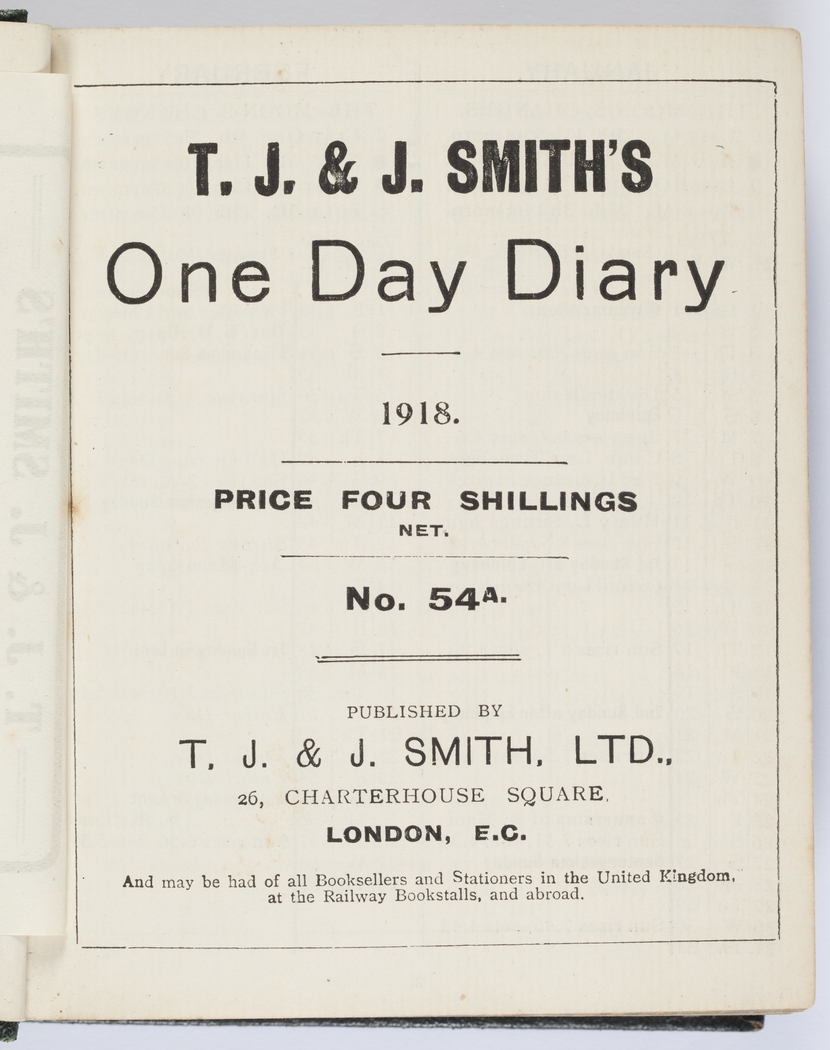 T. J. & J. SMITH'S
One Day Diary
1918.
PRICE FOUR SHILLINGS
NET.
No. 54A.
PUBLISHED BY
T. J. & J. SMITH, LTD.,
26, CHARTERHOUSE SQUARE,
LONDON, E.C.
And may be had of all Booksellers and Stationers in the United Kingdom,
at the Railway Bookstalls, and abroad.
T. J. & J. SMITH'S